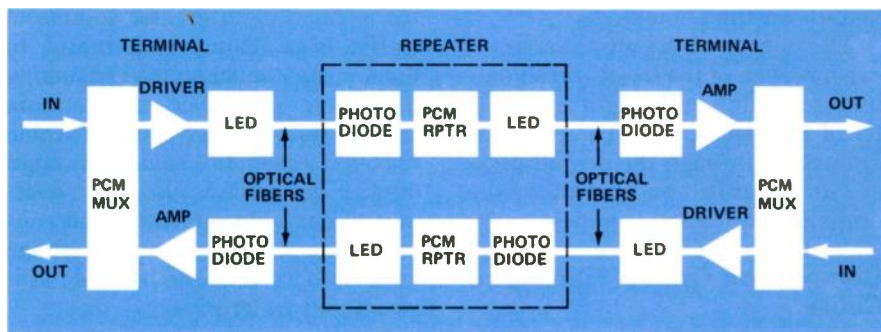 TERMINAL
REPEATER
TERMINAL
IN
DRIVER
LED
PHOTO
DIODE
PCM
RPTR
LED
PHOTO
DIODE
AMP
OUT
PCM
MUX
OPTICAL
FIBERS
OPTICAL
FIBERS
PCM
MUX
OUT
AMP
PHOTO
DIODE
LED
PCM
RPTR
PHOTO
DIODE
LED
DRIVER
IN